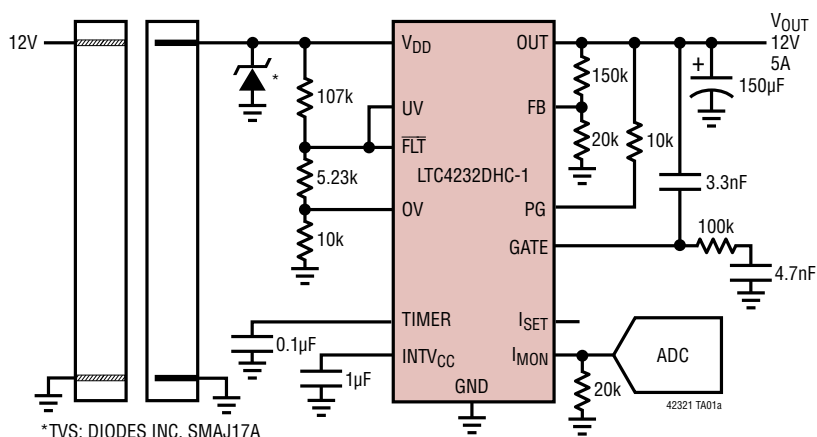 12V
*
107k
5.23k
10k
0.1µF
1µF
V_DD
UV
F̅L̅T̅
OV
TIMER
INTV_CC
LTC4232DHC-1
GND
OUT
FB
PG
GATE
I_SET
I_MON
150k
20k
10k
V_OUT
12V
5A
+
150µF
3.3nF
100k
4.7nF
ADC
20k
42321 TA01a
*TVS: DIODES INC. SMAJ17A